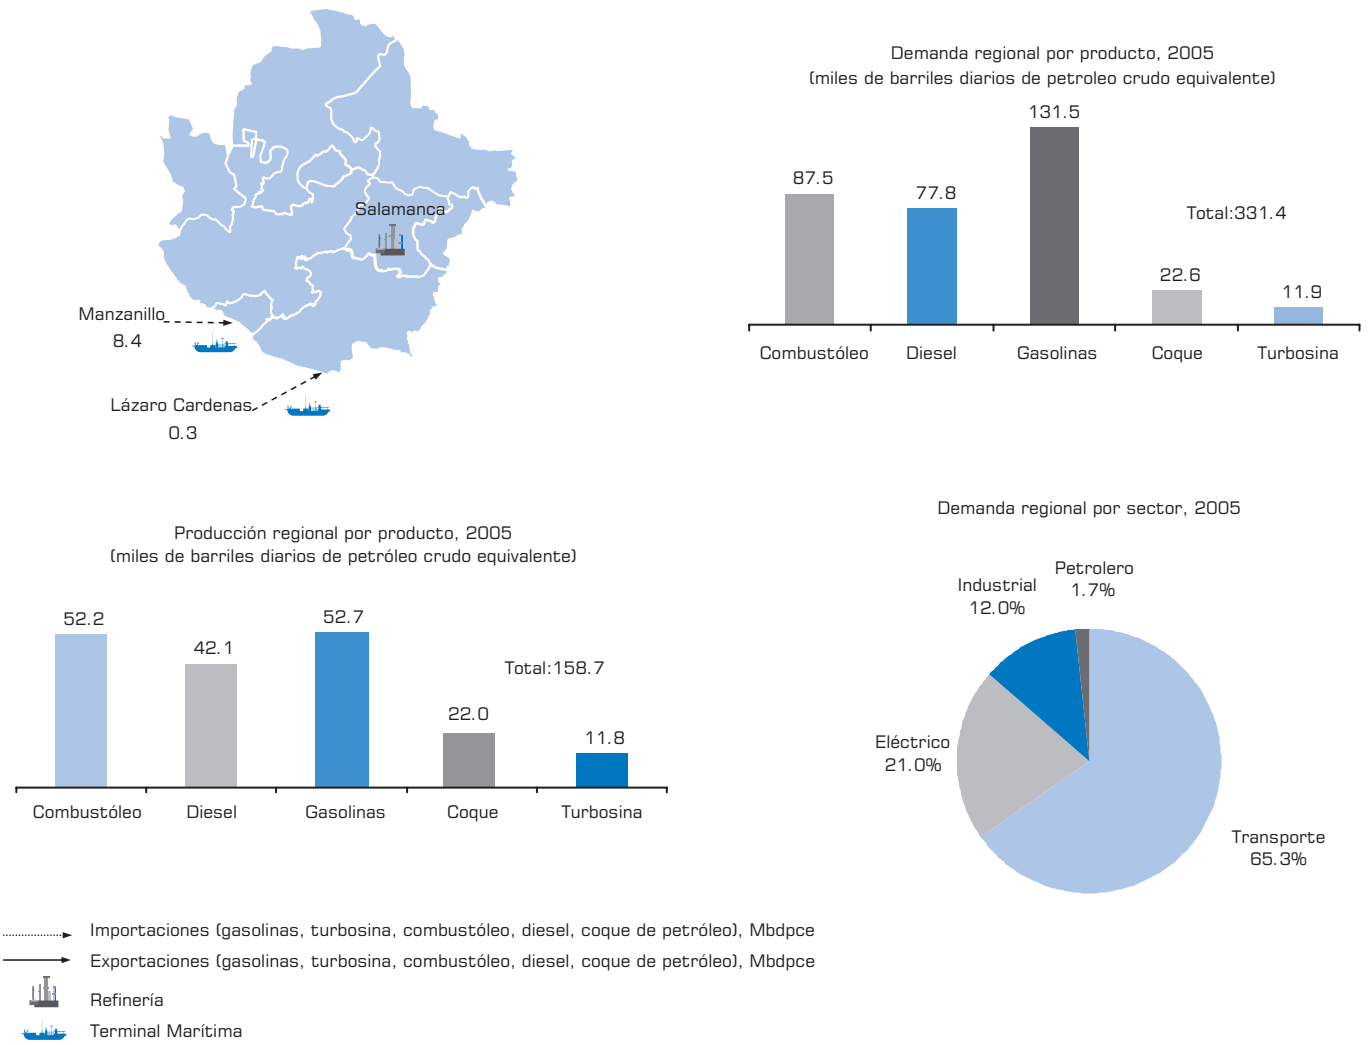 Salamanca
Manzanillo
8.4
Lázaro Cardenas
0.3
Demanda regional por producto, 2005
(miles de barriles diarios de petroleo crudo equivalente)
131.5
87.5
77.8
Total:331.4
22.6
11.9
Combustóleo Diesel Gasolinas Coque Turbosina
Producción regional por producto, 2005
(miles de barriles diarios de petróleo crudo equivalente)
52.2
52.7
42.1
Total:158.7
22.0
11.8
Combustóleo Diesel Gasolinas Coque Turbosina
Demanda regional por sector, 2005
Petrolero
1.7%
Industrial
12.0%
Eléctrico
21.0%
Transporte
65.3%
Importaciones (gasolinas, turbosina, combustóleo, diesel, coque de petróleo), Mbdpce
Exportaciones (gasolinas, turbosina, combustóleo, diesel, coque de petróleo), Mbdpce
Refinería
Terminal Marítima